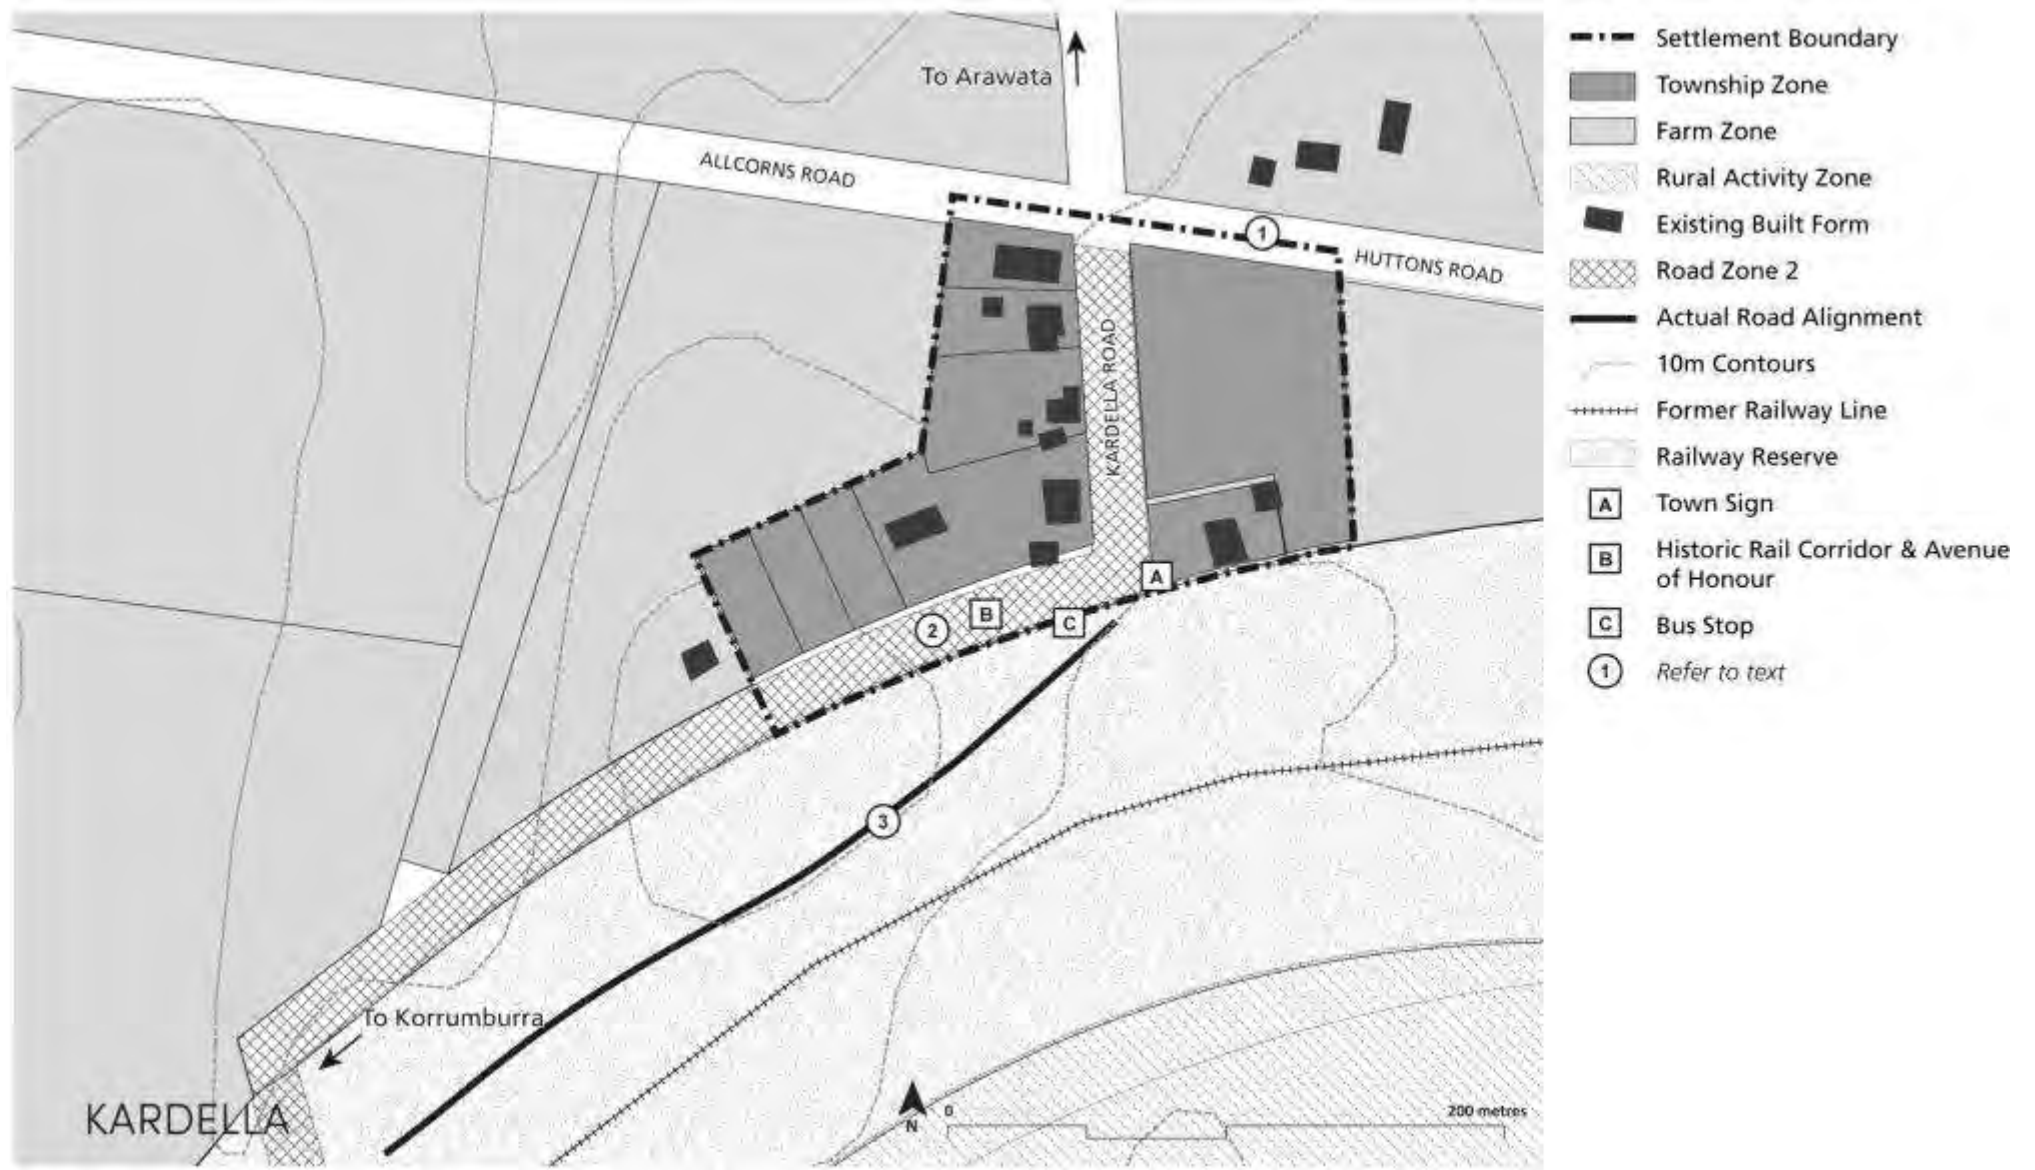 To Arawata
ALLCORNS ROAD
1
HUTTONS ROAD
KARDELLA ROAD
A
B
C
2
3
To Korrumburra
KARDELLA
N
0
200 metres
Settlement Boundary
Township Zone
Farm Zone
Rural Activity Zone
Existing Built Form
Road Zone 2
Actual Road Alignment
10m Contours
Former Railway Line
Railway Reserve
A Town Sign
B Historic Rail Corridor & Avenue
of Honour
C Bus Stop
1 Refer to text